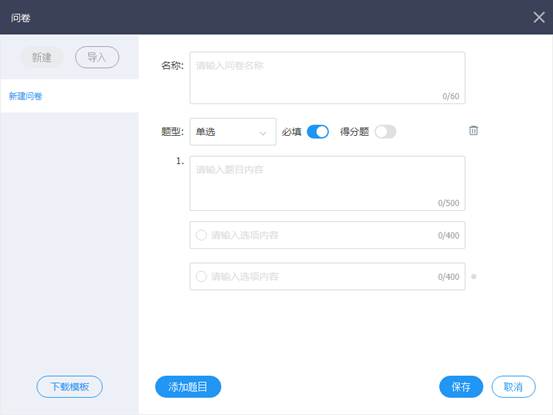 问卷
新建 导入
新建问卷
名称: 请输入问卷名称
0/60
题型: 单选 必填 得分题
1. 请输入题目内容
0/500
请输入选项内容 0/400
请输入选项内容 0/400
下载模板 添加题目 保存 取消